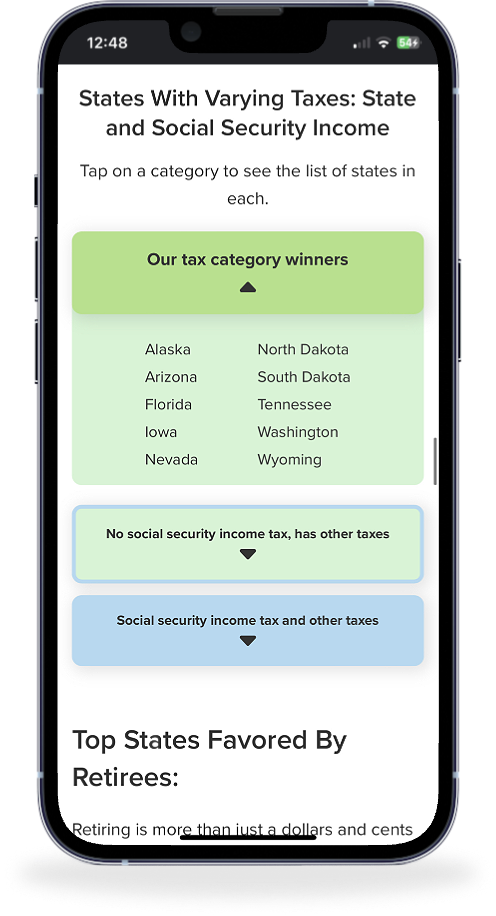 12:48
54
States With Varying Taxes: State
and Social Security Income
Tap on a category to see the list of states in
each.
Our tax category winners
Alaska North Dakota
Arizona South Dakota
Florida Tennessee
Iowa Washington
Nevada Wyoming
No social security income tax, has other taxes
Social security income tax and other taxes
Top States Favored By
Retirees:
Retiring is more than just a dollars and cents